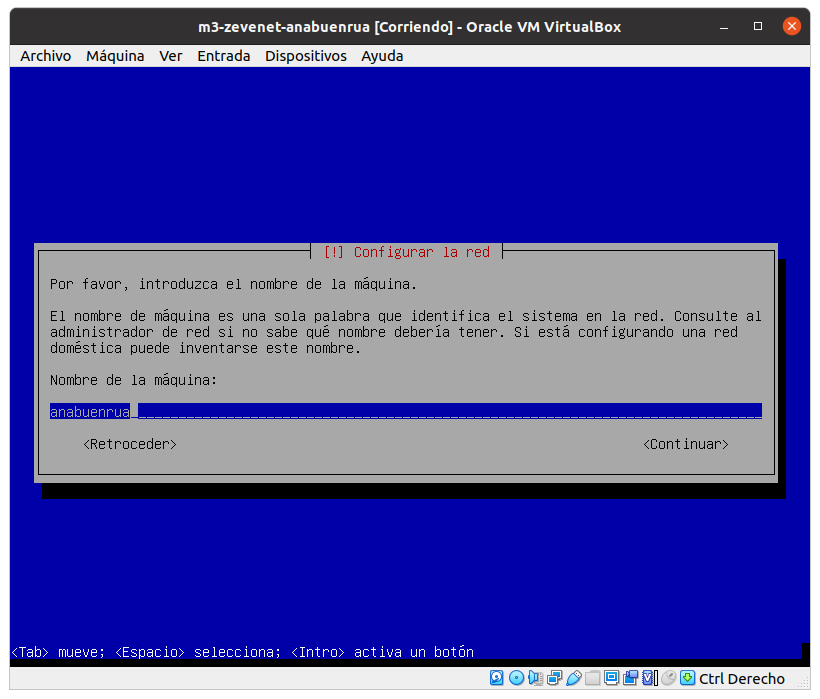 m3-zevenet-anabuenrua [Corriendo] - Oracle VM VirtualBox
Archivo Máquina Ver Entrada Dispositivos Ayuda
[!] Configurar la red
Por favor, introduzca el nombre de la máquina.
El nombre de máquina es una sola palabra que identifica el sistema en la red. Consulte al
administrador de red si no sabe qué nombre debería tener. Si está configurando una red
doméstica puede inventarse este nombre.
Nombre de la máquina:
anabuenrua
<Retroceder> <Continuar>
<Tab> mueve; <Espacio> selecciona; <Intro> activa un botón
Ctrl Derecho